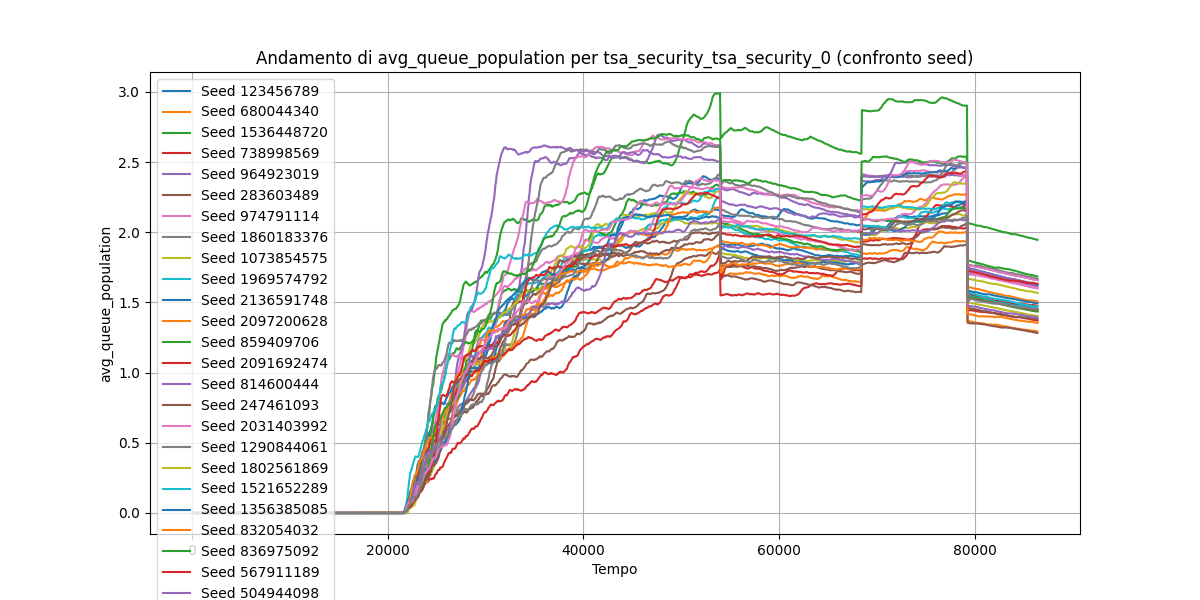 Andamento di avg_queue_population per tsa_security_tsa_security_0 (confronto seed)
avg_queue_population
3.0
2.5
2.0
1.5
1.0
0.5
0.0
Seed 123456789
Seed 680044340
Seed 1536448720
Seed 738998569
Seed 964923019
Seed 283603489
Seed 974791114
Seed 1860183376
Seed 1073854575
Seed 1969574792
Seed 2136591748
Seed 2097200628
Seed 859409706
Seed 2091692474
Seed 814600444
Seed 247461093
Seed 2031403992
Seed 1290844061
Seed 1802561869
Seed 1521652289
Seed 1356385085
Seed 832054032
Seed 836975092
Seed 567911189
Seed 504944098
0 20000 40000 60000 80000
Tempo